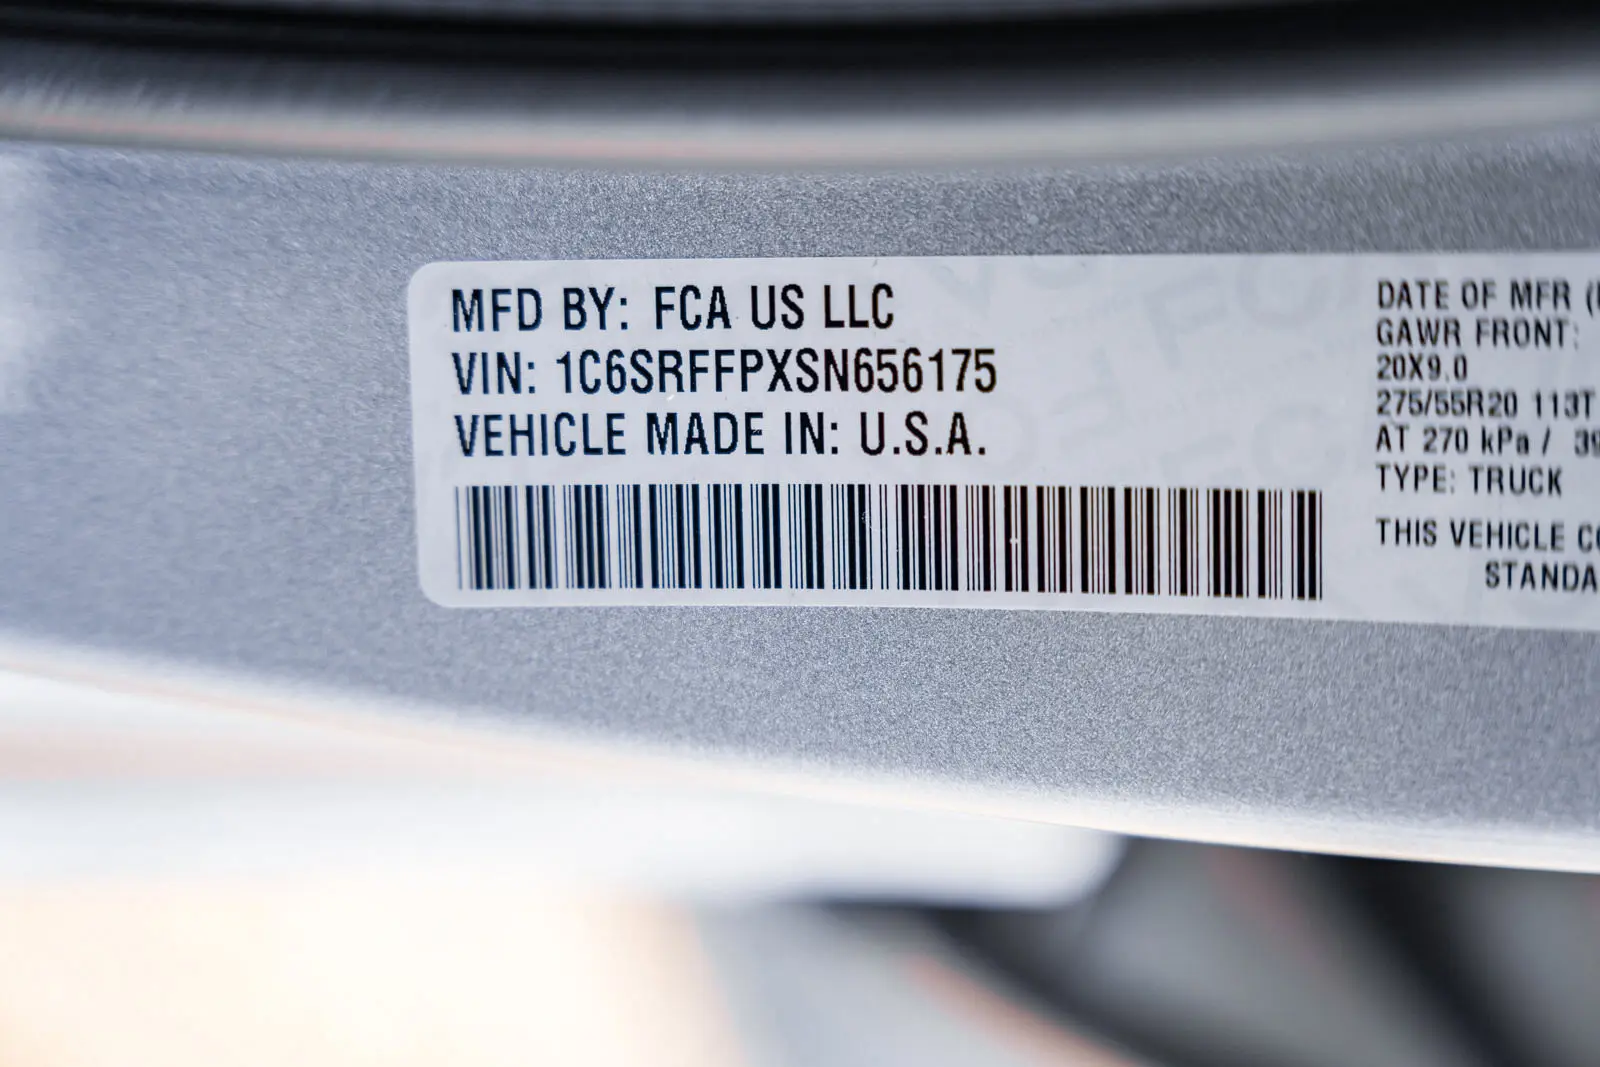 MFD BY: FCA US LLC
VIN: 1C6SRFFPXSN656175
VEHICLE MADE IN: U.S.A.
DATE OF MFR
GAWR FRONT:
20X9.0
275/55R20 113T
AT 270 kPa / 39
TYPE: TRUCK
THIS VEHICLE